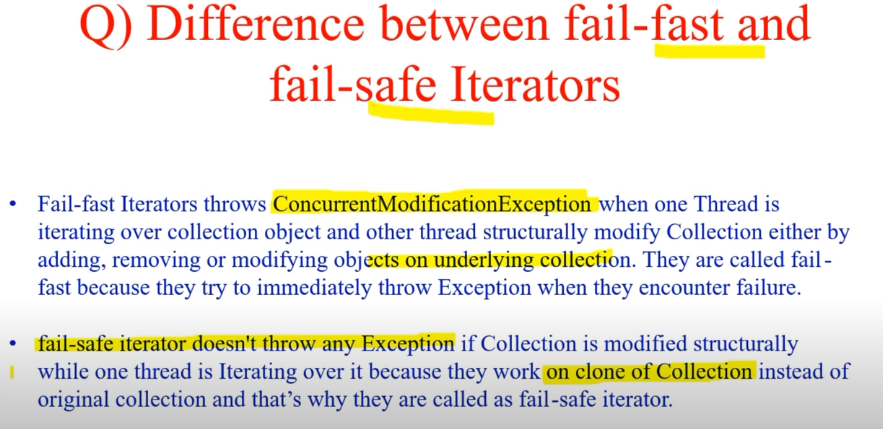 Q) Difference between fail-fast and
fail-safe Iterators
• Fail-fast Iterators throws ConcurrentModificationException when one Thread is
iterating over collection object and other thread structurally modify Collection either by
adding, removing or modifying objects on underlying collection. They are called fail-
fast because they try to immediately throw Exception when they encounter failure.
• fail-safe iterator doesn't throw any Exception if Collection is modified structurally
while one thread is Iterating over it because they work on clone of Collection instead of
original collection and that's why they are called as fail-safe iterator.